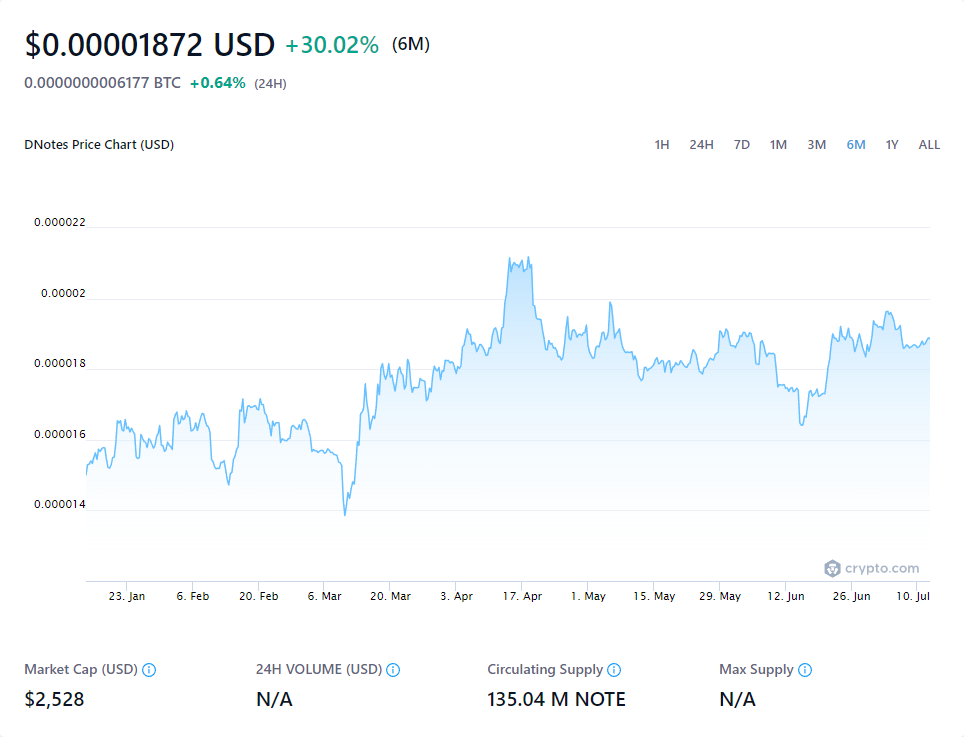 $0.00001872 USD +30.02% (6M)
0.0000000006177 BTC +0.64% (24H)
DNotes Price Chart (USD) 1H 24H 7D 1M 3M 6M 1Y ALL
0.000022
0.00002
0.000018
0.000016
0.000014
crypto.com
23. Jan 6. Feb 20. Feb 6. Mar 20. Mar 3. Apr 17. Apr 1. May 15. May 29. May 12. Jun 26. Jun 10. Jul
Market Cap (USD) 24H VOLUME (USD) Circulating Supply Max Supply
$2,528 N/A 135.04 M NOTE N/A